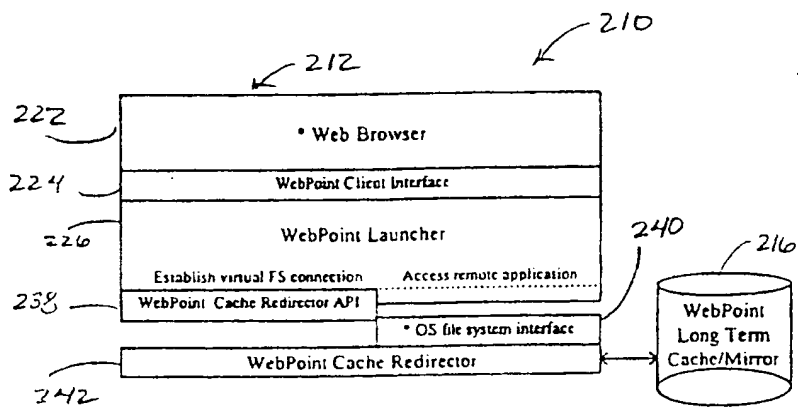 210
212
222
• Web Browser
224
WebPoint Client Interface
226
WebPoint Launcher
240
216
Establish virtual FS connection
Access remote application
238
WebPoint Cache Redirector API
• OS file system interface
WebPoint
Long Term
Cache/Mirror
WebPoint Cache Redirector
342